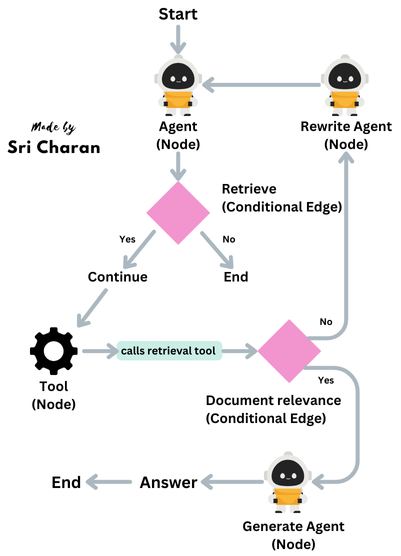 Start
Agent
(Node)
Rewrite Agent
(Node)
Made by
Sri Charan
Retrieve
(Conditional Edge)
Yes
No
Continue
End
No
calls retrieval tool
Tool
(Node)
Yes
Document relevance
(Conditional Edge)
End
Answer
Generate Agent
(Node)